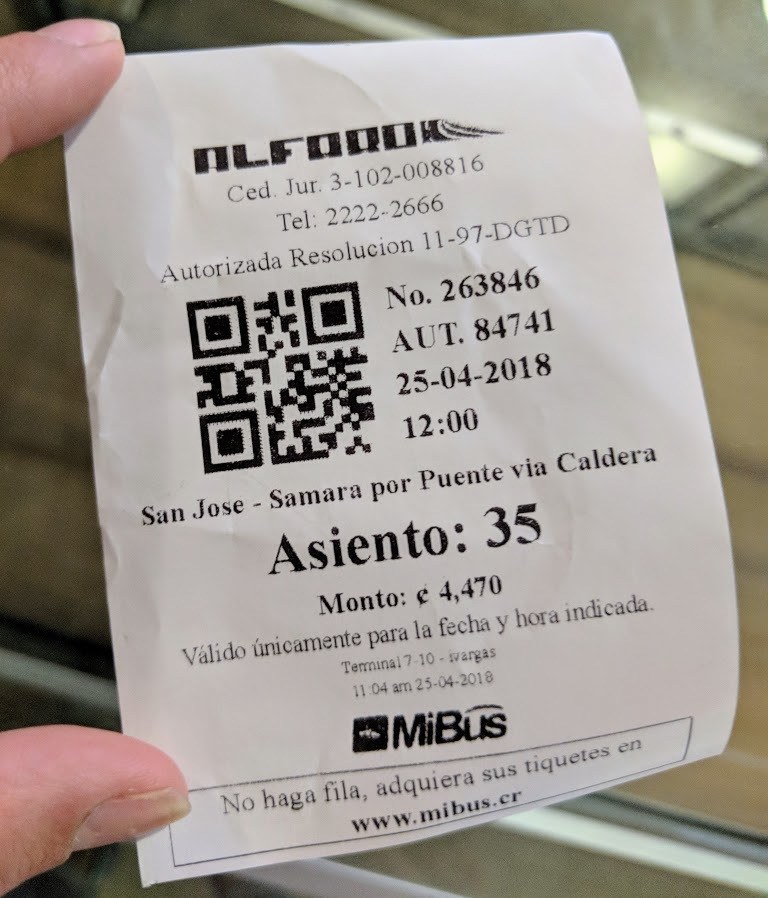 ALFARO
Ced. Jur. 3-102-008816
Tel: 2222-2666
Autorizada Resolucion 11-97-DGTD
No. 263846
AUT. 84741
25-04-2018
12:00
San Jose - Samara por Puente via Caldera
Asiento: 35
Monto: ¢ 4,470
Válido únicamente para la fecha y hora indicada.
Terminal 7-10 - ivargas
11:04 am 25-04-2018
MiBus
No haga fila, adquiera sus tiquetes en
www.mibus.cr